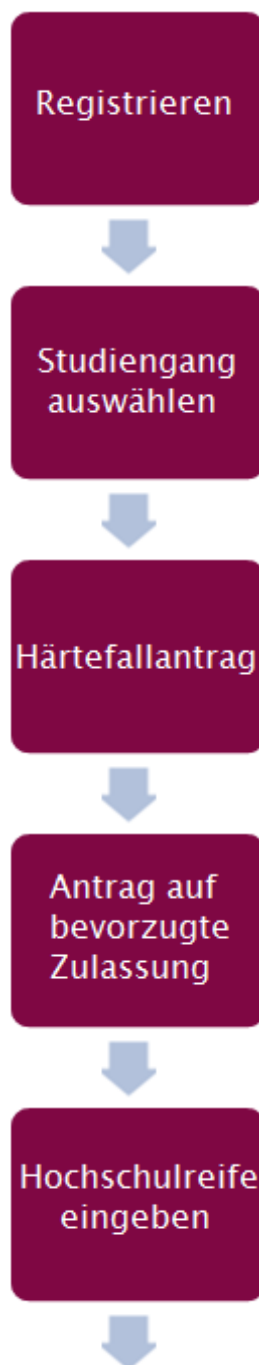 Registrieren
Studiengang
auswählen
Härtefallantrag
Antrag auf
bevorzugte
Zulassung
Hochschulreife
eingeben